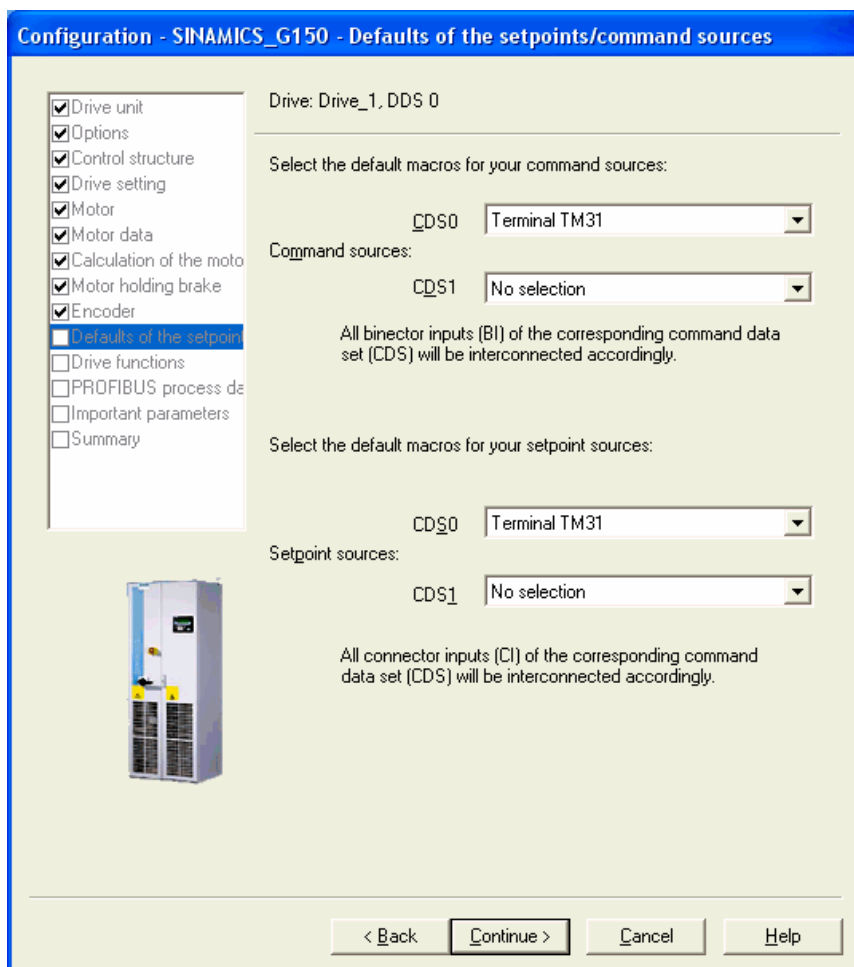 Configuration - SINAMICS_G150 - Defaults of the setpoints/command sources
Drive unit
Options
Control structure
Drive setting
Motor
Motor data
Calculation of the moto
Motor holding brake
Encoder
Defaults of the setpoint
Drive functions
PROFIBUS process da
Important parameters
Summary
Drive: Drive_1, DDS 0
Select the default macros for your command sources:
CDS0 Terminal TM31
Command sources:
CDS1 No selection
All binector inputs (BI) of the corresponding command data
set (CDS) will be interconnected accordingly.
Select the default macros for your setpoint sources:
CDS0 Terminal TM31
Setpoint sources:
CDS1 No selection
All connector inputs (CI) of the corresponding command
data set (CDS) will be interconnected accordingly.
< Back Continue > Cancel Help